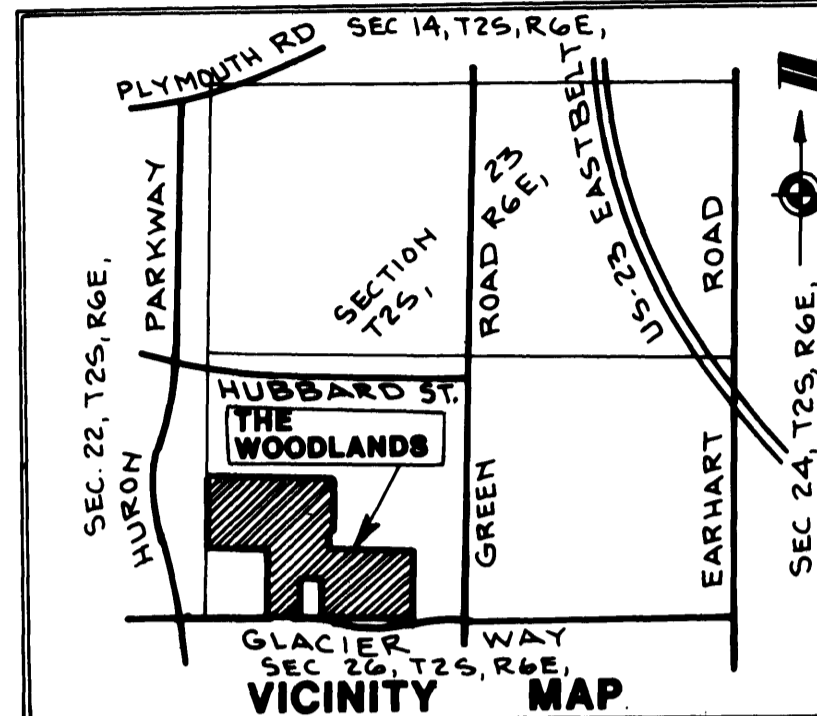 SEC 14, T2S, R6E,
PLYMOUTH RD
HURON PARKWAY
SEC. 22, T2S, R6E,
SECTION 23
T2S, R6E,
GREEN ROAD
US-23 EASTBELT
EARHART ROAD
SEC 24, T2S, R6E,
HUBBARD ST.
THE
WOODLANDS
GLACIER WAY
SEC 26, T2S, R6E,
VICINITY MAP